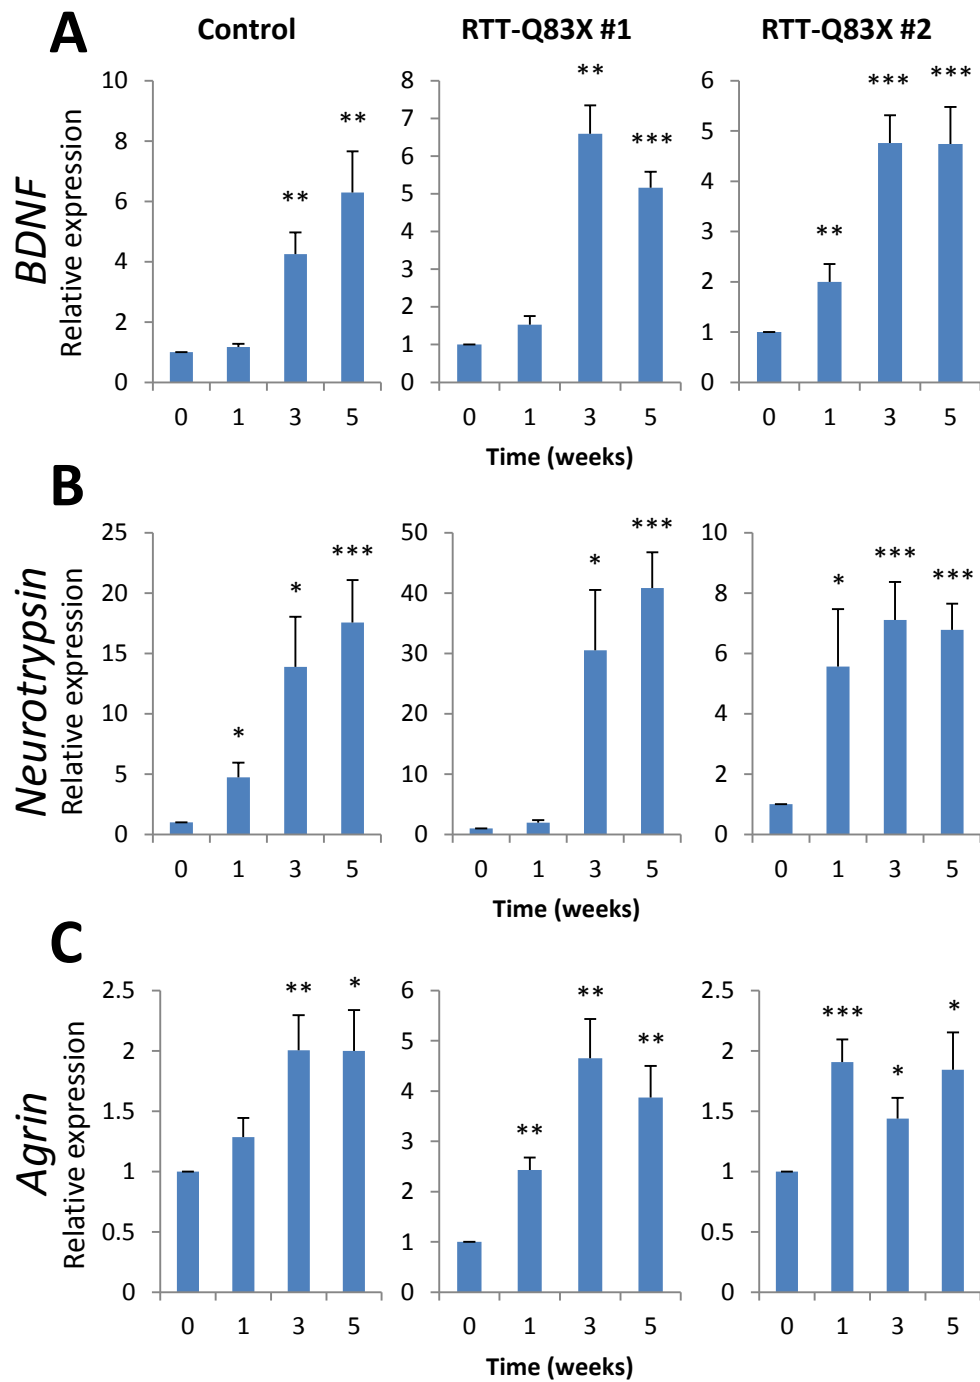 A
Control RTT-Q83X #1 RTT-Q83X #2
BDNF
Relative expression
10
8
6
4
2
0
** **
0 1 3 5
8
7
6
5
4
3
2
1
0
** ***
0 1 3 5
6
5
4
3
2
1
0
** *** ***
0 1 3 5
Time (weeks)
B
Neurotrypsin
Relative expression
25
20
15
10
5
0
* * ***
0 1 3 5
50
40
30
20
10
0
* ***
0 1 3 5
10
8
6
4
2
0
* *** ***
0 1 3 5
Time (weeks)
C
Agrin
Relative expression
2.5
2
1.5
1
0.5
0
** *
0 1 3 5
6
5
4
3
2
1
0
** ** **
0 1 3 5
2.5
2
1.5
1
0.5
0
*** * *
0 1 3 5
Time (weeks)